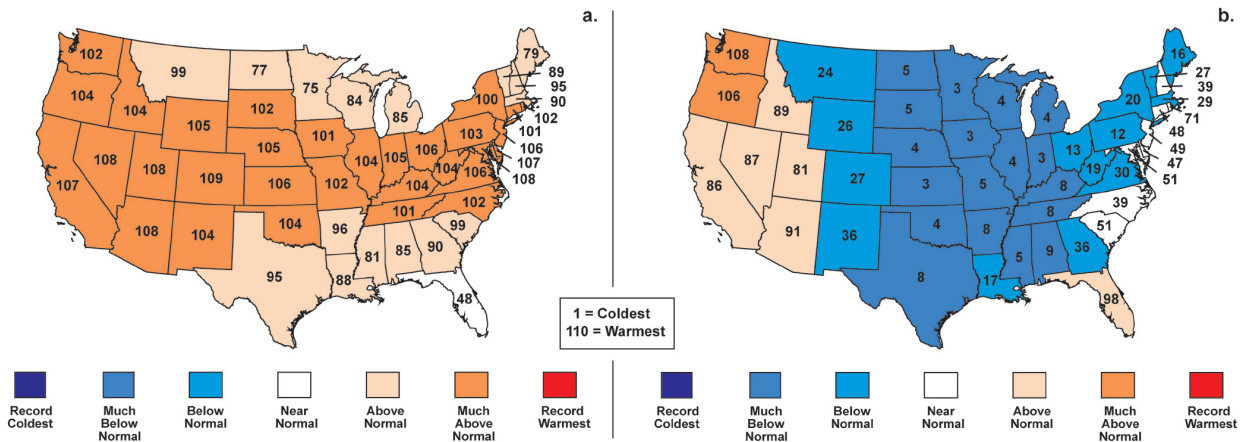 a.
102
99
77
75
84
85
79
89
95
90
102
101
106
107
108
104
104
105
102
101
100
103
107
108
108
109
105
106
102
104
105
106
104
106
104
102
101
108
104
104
95
96
88
81
85
90
99
48
b.
108
24
5
3
4
4
16
27
39
29
71
48
49
47
51
106
89
26
5
3
20
12
86
87
81
27
4
3
5
4
3
13
19
30
8
39
8
91
36
4
8
8
17
5
9
36
51
98
1 = Coldest
110 = Warmest
Record
Coldest
Much
Below
Normal
Below
Normal
Near
Normal
Above
Normal
Much
Above
Normal
Record
Warmest
Record
Coldest
Much
Below
Normal
Below
Normal
Near
Normal
Above
Normal
Much
Above
Normal
Record
Warmest